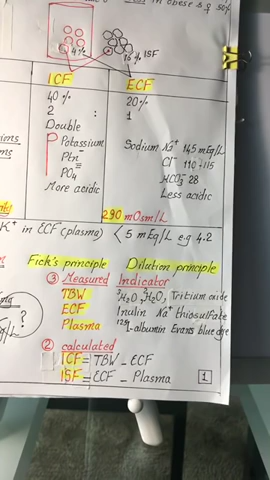 in obese & ♀ 50%
4%
16% ISF
ICF ECF
40% 20%
2 : 1
Double
Potassium Sodium Na⁺ 145 mEq/L
Ptn⁻ Cl⁻ 110-115
PO₄⁼ HCO₃⁻ 28
More acidic Less acidic
290 mOsm/L
K⁺ in ECF (plasma) < 5 mEq/L e.g 4.2
Fick's principle Dilution principle
③ Measured Indicator
TBW ²H₂O, ³H₂O, Tritium oxide
ECF Inulin Na⁺ thiosulfate
Plasma ¹²⁵I-albumin Evans blue dye
?
② calculated
ICF = TBW - ECF
ISF = ECF - Plasma
1